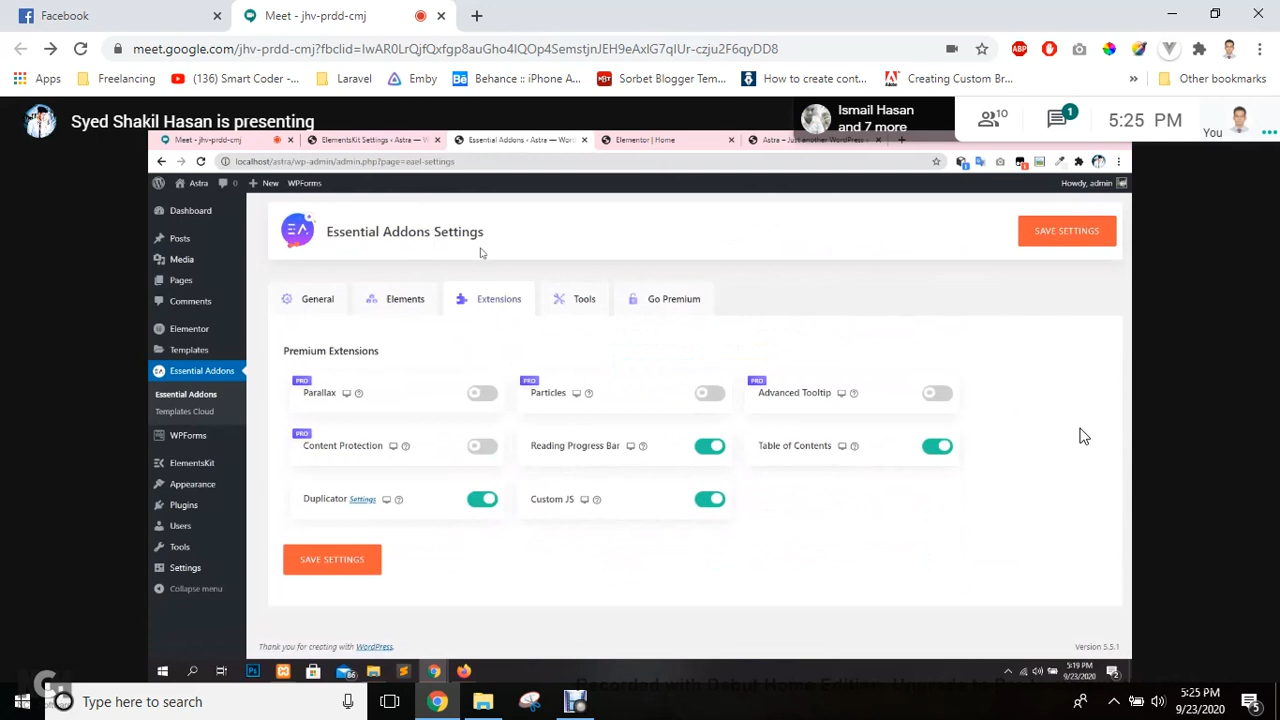 Facebook
Meet - jhv-prdd-cmj
meet.google.com/jhv-prdd-cmj?fbclid=IwAR0LrQjfQxfgp8auGho4IQOp4SemstjnJEH9eAxlG7qIUr-czju2F6qyDD8
Apps
Freelancing
(136) Smart Coder -...
Laravel
Emby
Behance :: iPhone A...
Sorbet Blogger Tem...
How to create cont...
Creating Custom Br...
»
Other bookmarks
Syed Shakil Hasan is presenting
Ismail Hasan
and 7 more
10
1
5:25 PM
You
Meet - jhv-prdd-cmj
ElementsKit Settings ‹ Astra — W
Essential Addons ‹ Astra — Wor
Elementor | Home
Astra – Just another WordPress
localhost/astra/wp-admin/admin.php?page=eael-settings
Astra
0
New
WPForms
Howdy, admin
Dashboard
Posts
Media
Pages
Comments
Elementor
Templates
Essential Addons
Essential Addons
Templates Cloud
WPForms
ElementsKit
Appearance
Plugins
Users
Tools
Settings
Collapse menu
Essential Addons Settings
SAVE SETTINGS
General
Elements
Extensions
Tools
Go Premium
Premium Extensions
PRO
Parallax
PRO
Particles
PRO
Advanced Tooltip
PRO
Content Protection
Reading Progress Bar
Table of Contents
Duplicator Settings
Custom JS
SAVE SETTINGS
Thank you for creating with WordPress.
Version 5.5.1
86
5:19 PM
9/23/2020
2
Type here to search
5:25 PM
9/23/2020
5